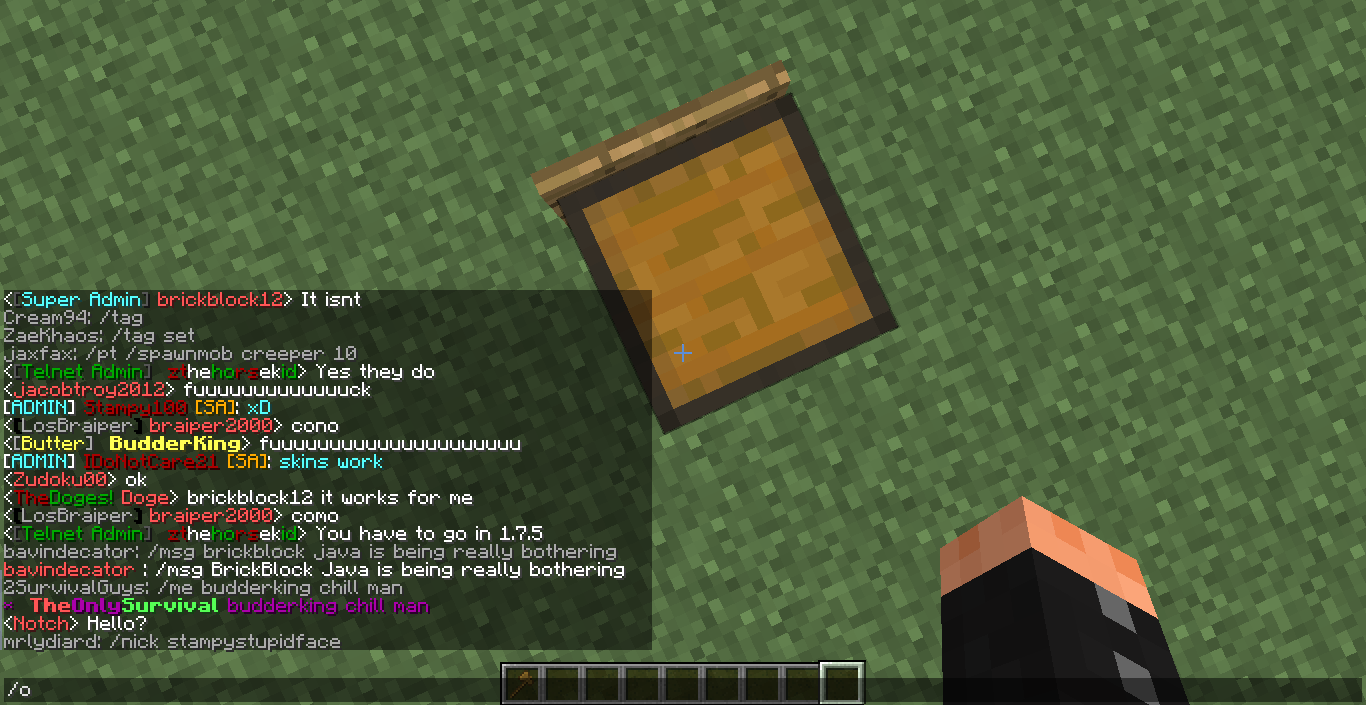 <[Super Admin] brickblock12> It isnt
Cream94: /tag
ZaeKhaos: /tag set
jaxfax: /pt /spawnmob creeper 10
<[Telnet Admin] zthehorsekid> Yes they do
<jacobtroy2012> fuuuuuuuuuuuuuck
[ADMIN] Stampy100 [SA]: xD
<[LosBraiper] braiper2000> cono
<[Butter] BudderKing> fuuuuuuuuuuuuuuuuuuuuuu
[ADMIN] IDoNotCare21 [SA]: skins work
<Zudoku00> ok
<TheDoges! Doge> brickblock12 it works for me
<[LosBraiper] braiper2000> como
<[Telnet Admin] zthehorsekid> You have to go in 1.7.5
bavindecator: /msg brickblock java is being really bothering
bavindecator : /msg BrickBlock Java is being really bothering
2SurvivalGuys: /me budderking chill man
* TheOnlySurvival budderking chill man
<Notch> Hello?
mrlydiard: /nick stampystupidface
/o